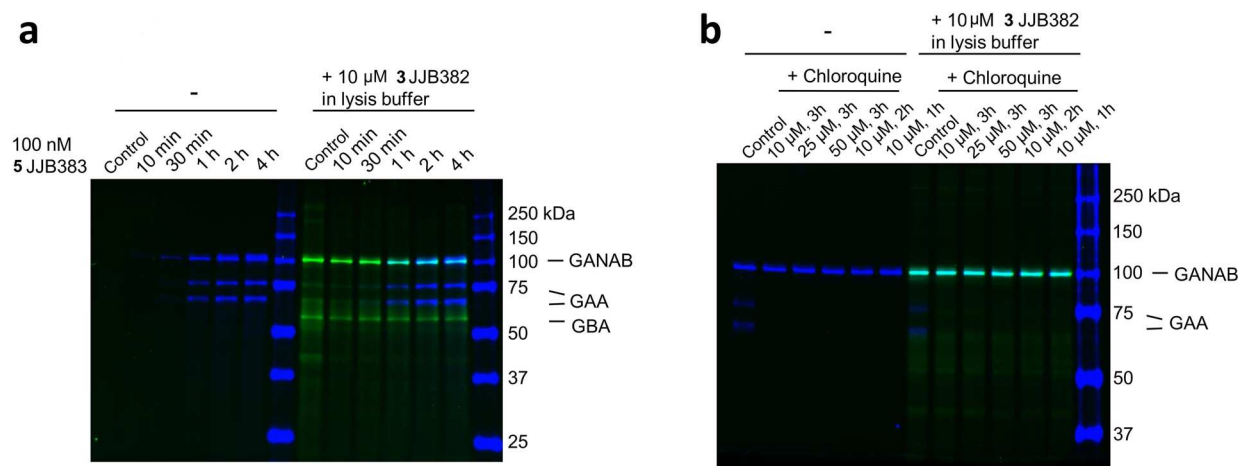 a
-
+ 10 µM 3 JJB382
in lysis buffer
100 nM
5 JJB383
Control
10 min
30 min
1 h
2 h
4 h
Control
10 min
30 min
1 h
2 h
4 h
250 kDa
150
100
GANAB
75
GAA
GBA
50
37
25
b
-
+ 10 µM 3 JJB382
in lysis buffer
+ Chloroquine
+ Chloroquine
Control
10 µM, 3h
25 µM, 3h
50 µM, 3h
10 µM, 2h
10 µM, 1h
Control
10 µM, 3h
25 µM, 3h
50 µM, 3h
10 µM, 2h
10 µM, 1h
250 kDa
150
100
GANAB
75
GAA
50
37